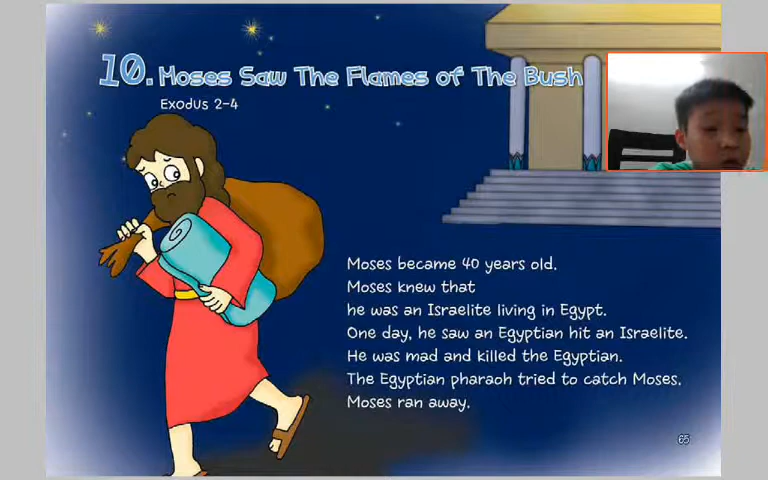 10. Moses Saw The Flames of The Bush
Exodus 2-4
Moses became 40 years old.
Moses knew that
he was an Israelite living in Egypt.
One day, he saw an Egyptian hit an Israelite.
He was mad and killed the Egyptian.
The Egyptian pharaoh tried to catch Moses.
Moses ran away.
65